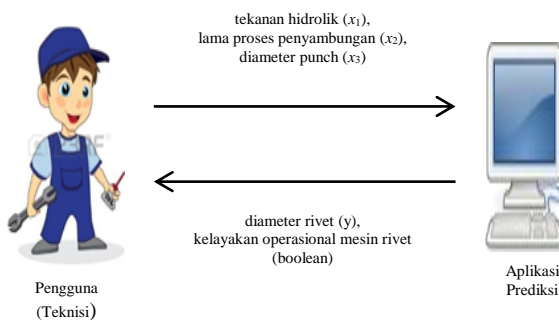 tekanan hidrolik (x₁),
lama proses penyambungan (x₂),
diameter punch (x₃)
diameter rivet (y),
kelayakan operasional mesin rivet
(boolean)
Pengguna
(Teknisi)
Aplikasi
Prediksi